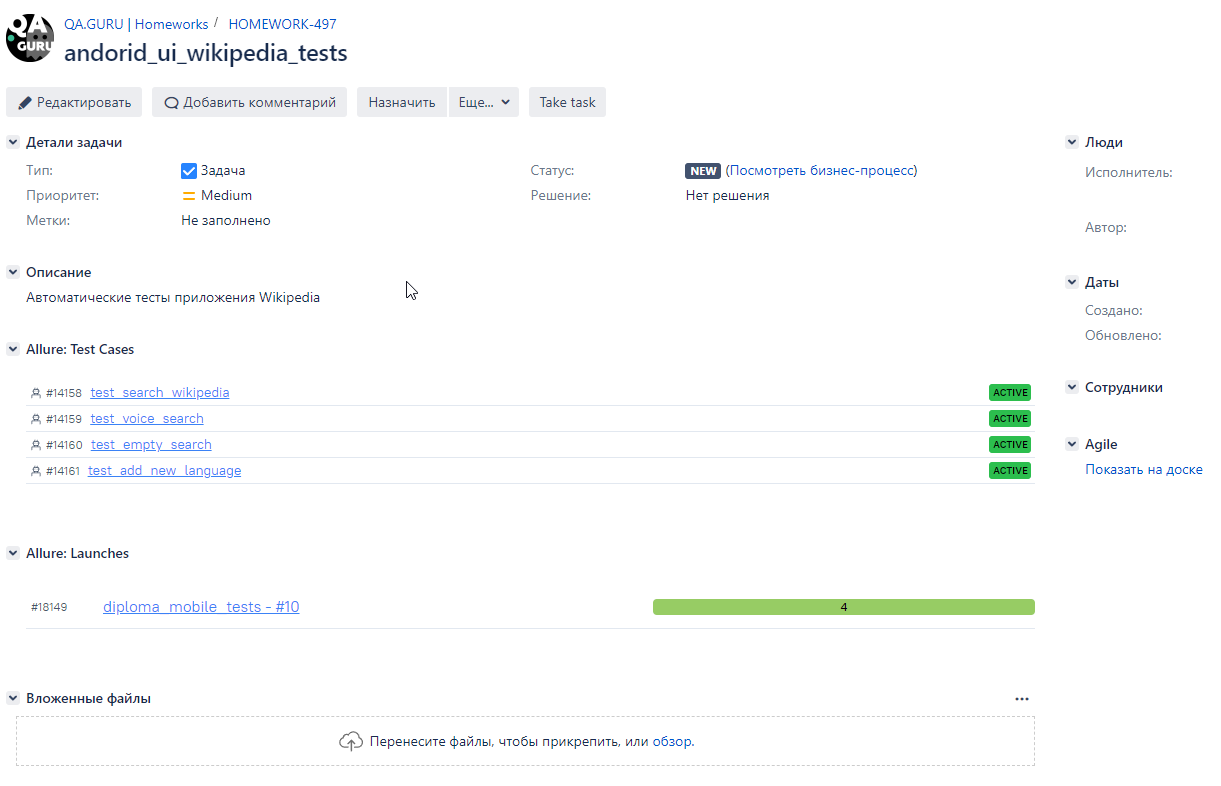 QA GURU
QA.GURU | Homeworks / HOMEWORK-497
andorid_ui_wikipedia_tests
Редактировать Добавить комментарий Назначить Еще... Take task
Детали задачи
Тип: Задача Статус: NEW (Посмотреть бизнес-процесс)
Приоритет: Medium Решение: Нет решения
Метки: Не заполнено
Описание
Автоматические тесты приложения Wikipedia
Allure: Test Cases
#14158 test_search_wikipedia ACTIVE
#14159 test_voice_search ACTIVE
#14160 test_empty_search ACTIVE
#14161 test_add_new_language ACTIVE
Allure: Launches
#18149 diploma_mobile_tests - #10 4
Вложенные файлы
Перенесите файлы, чтобы прикрепить, или обзор.
Люди
Исполнитель:
Автор:
Даты
Создано:
Обновлено:
Сотрудники
Agile
Показать на доске